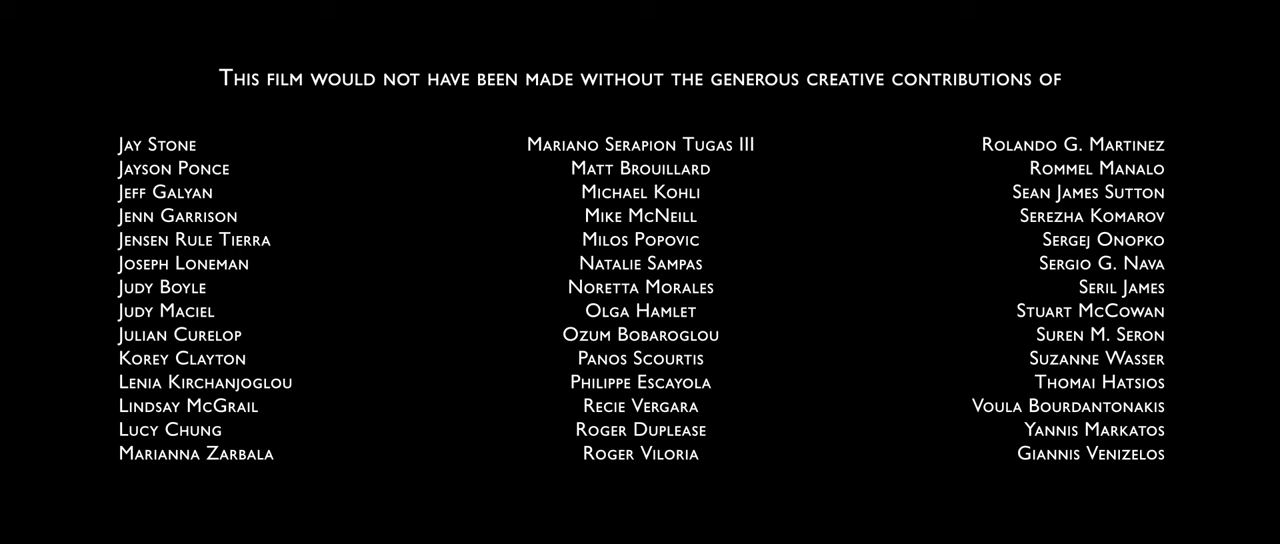 This film would not have been made without the generous creative contributions of
Jay Stone
Jayson Ponce
Jeff Galyan
Jenn Garrison
Jensen Rule Tierra
Joseph Loneman
Judy Boyle
Judy Maciel
Julian Curelop
Korey Clayton
Lenia Kirchanjoglou
Lindsay McGrail
Lucy Chung
Marianna Zarbala
Mariano Serapion Tugas III
Matt Brouillard
Michael Kohli
Mike McNeill
Milos Popovic
Natalie Sampas
Noretta Morales
Olga Hamlet
Ozum Bobaroglou
Panos Scourtis
Philippe Escayola
Recie Vergara
Roger Duplease
Roger Viloria
Rolando G. Martinez
Rommel Manalo
Sean James Sutton
Serezha Komarov
Sergej Onopko
Sergio G. Nava
Seril James
Stuart McCowan
Suren M. Seron
Suzanne Wasser
Thomai Hatsios
Voula Bourdantonakis
Yannis Markatos
Giannis Venizelos